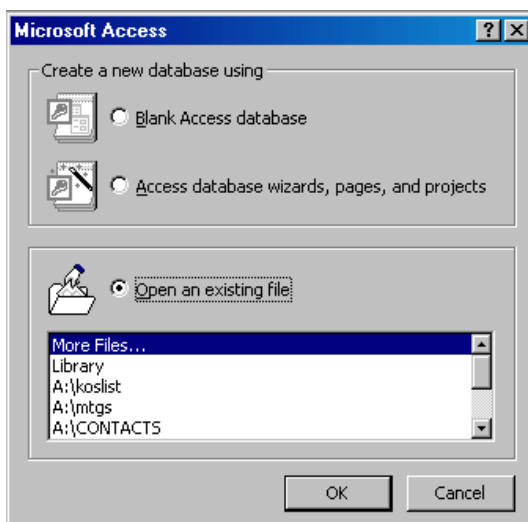 Microsoft Access
Create a new database using
Blank Access database
Access database wizards, pages, and projects
Open an existing file
More Files...
Library
A:\koslist
A:\mtgs
A:\CONTACTS
OK Cancel